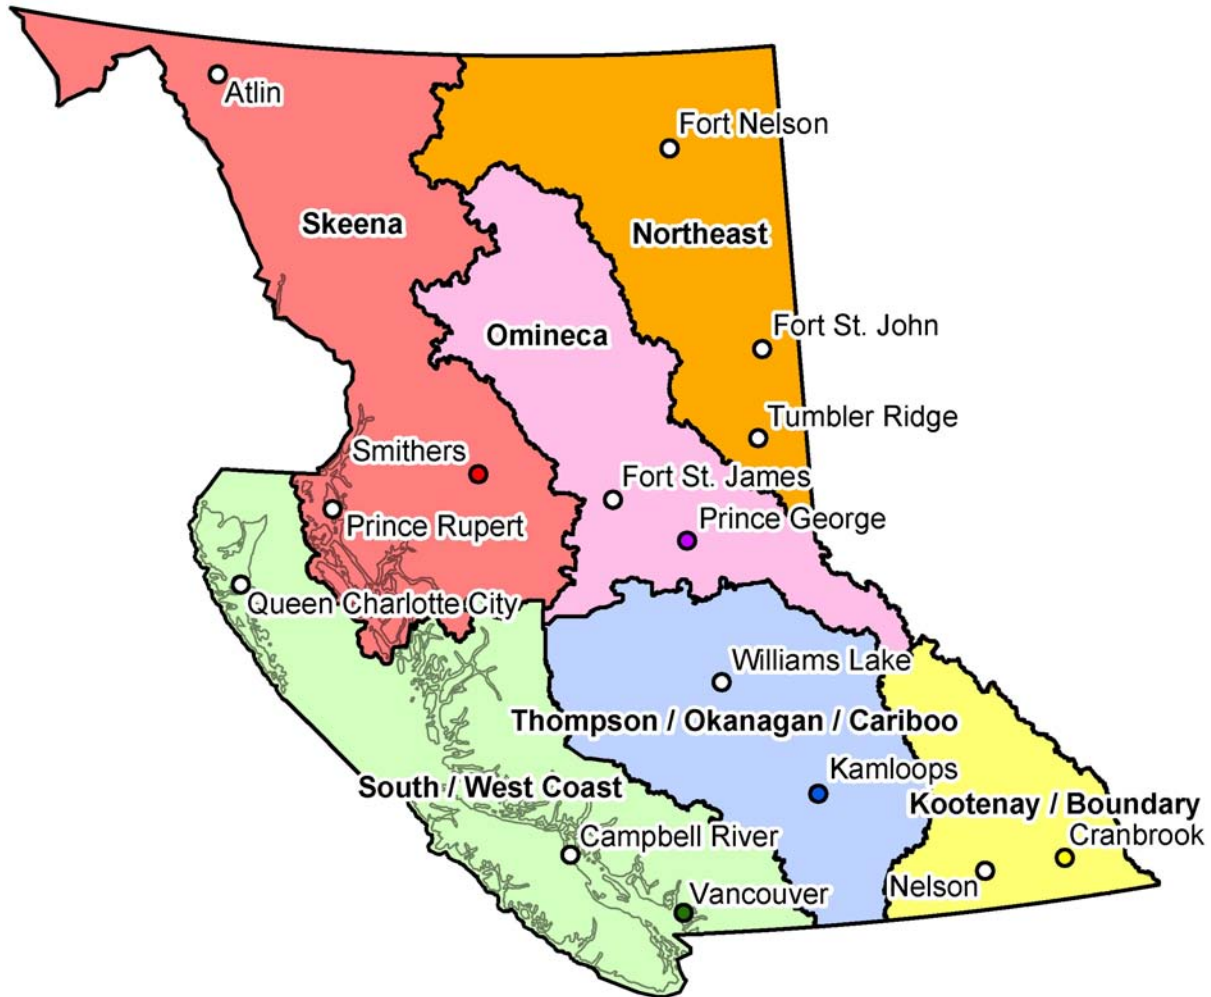 Atlin
Fort Nelson
Skeena
Northeast
Fort St. John
Omineca
Tumbler Ridge
Smithers
Fort St. James
Prince Rupert
Prince George
Queen Charlotte City
Williams Lake
Thompson / Okanagan / Cariboo
Kamloops
South / West Coast
Kootenay / Boundary
Campbell River
Cranbrook
Nelson
Vancouver